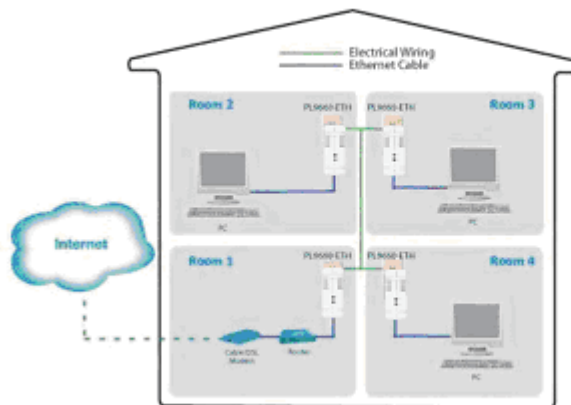 Electrical Wiring
Ethernet Cable
Room 2
PL9660-ETH
PL9660-ETH
Room 3
PC
PC
Internet
Room 1
PL9660-ETH
PL9660-ETH
Room 4
Cable/DSL
Modem
Router
PC